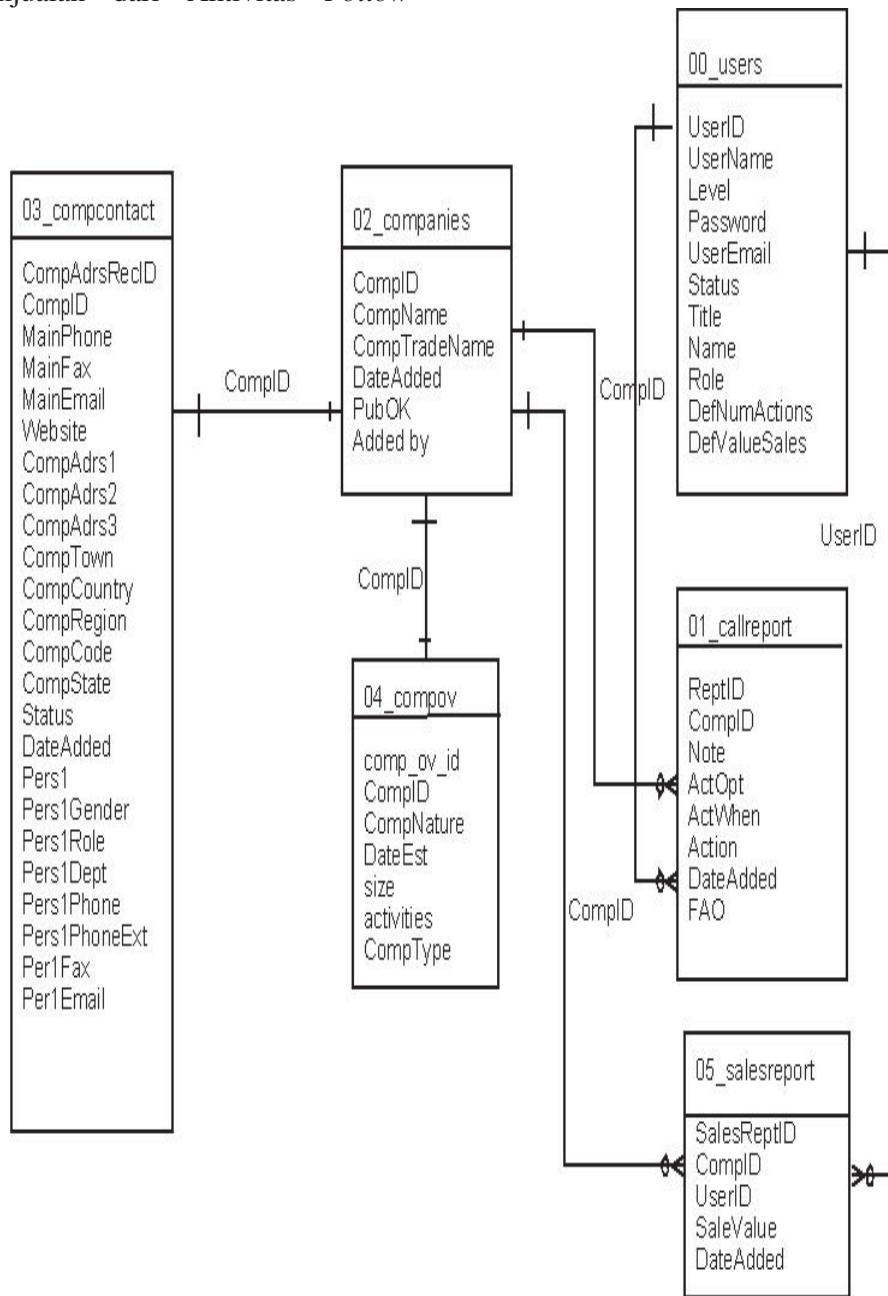 dari Aktivitas
03_compcontact
CompAdrsRecID
CompID
MainPhone
MainFax
MainEmail
Website
CompAdrs1
CompAdrs2
CompAdrs3
CompTown
CompCountry
CompRegion
CompCode
CompState
Status
DateAdded
Pers1
Pers1Gender
Pers1Role
Pers1Dept
Pers1Phone
Pers1PhoneExt
Per1Fax
Per1Email
CompID
02_companies
CompID
CompName
CompTradeName
DateAdded
PubOK
Added by
CompID
04_compov
comp_ov_id
CompID
CompNature
DateEst
size
activities
CompType
00_users
UserID
UserName
Level
Password
UserEmail
Status
Title
Name
Role
DefNumActions
DefValueSales
CompID
UserID
01_callreport
ReptID
CompID
Note
ActOpt
ActWhen
Action
DateAdded
FAO
CompID
05_salesreport
SalesReptID
CompID
UserID
SaleValue
DateAdded